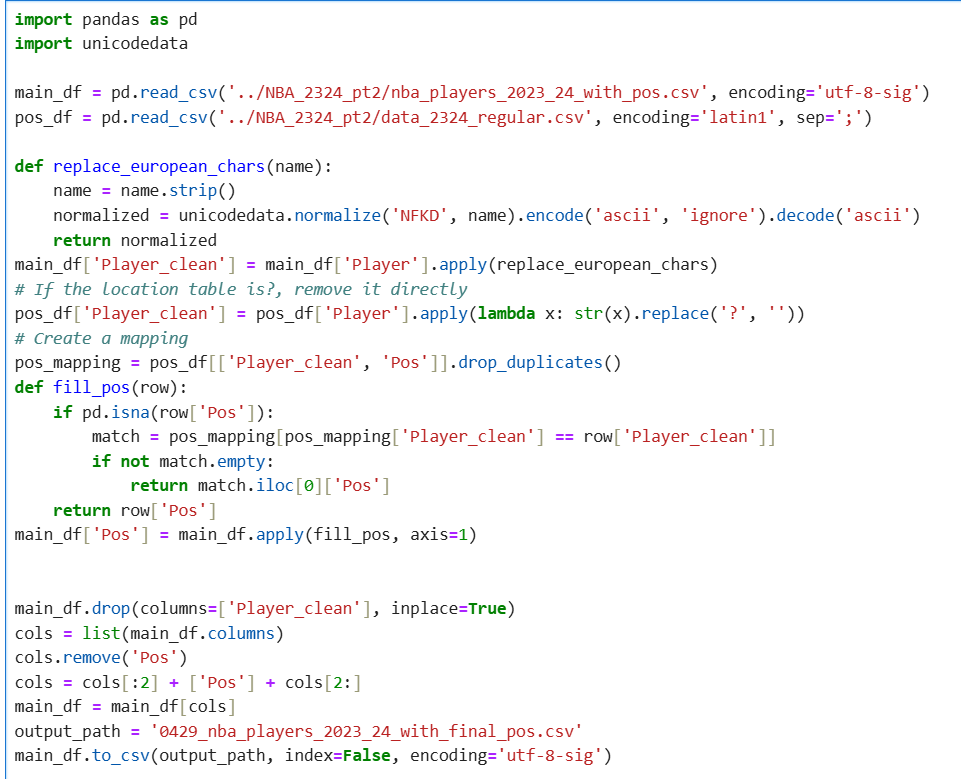 import pandas as pd
import unicodedata

main_df = pd.read_csv('../NBA_2324_pt2/nba_players_2023_24_with_pos.csv', encoding='utf-8-sig')
pos_df = pd.read_csv('../NBA_2324_pt2/data_2324_regular.csv', encoding='latin1', sep=';')

def replace_european_chars(name):
    name = name.strip()
    normalized = unicodedata.normalize('NFKD', name).encode('ascii', 'ignore').decode('ascii')
    return normalized
main_df['Player_clean'] = main_df['Player'].apply(replace_european_chars)
# If the location table is?, remove it directly
pos_df['Player_clean'] = pos_df['Player'].apply(lambda x: str(x).replace('?', ''))
# Create a mapping
pos_mapping = pos_df[['Player_clean', 'Pos']].drop_duplicates()
def fill_pos(row):
    if pd.isna(row['Pos']):
        match = pos_mapping[pos_mapping['Player_clean'] == row['Player_clean']]
        if not match.empty:
            return match.iloc[0]['Pos']
    return row['Pos']
main_df['Pos'] = main_df.apply(fill_pos, axis=1)


main_df.drop(columns=['Player_clean'], inplace=True)
cols = list(main_df.columns)
cols.remove('Pos')
cols = cols[:2] + ['Pos'] + cols[2:]
main_df = main_df[cols]
output_path = '0429_nba_players_2023_24_with_final_pos.csv'
main_df.to_csv(output_path, index=False, encoding='utf-8-sig')